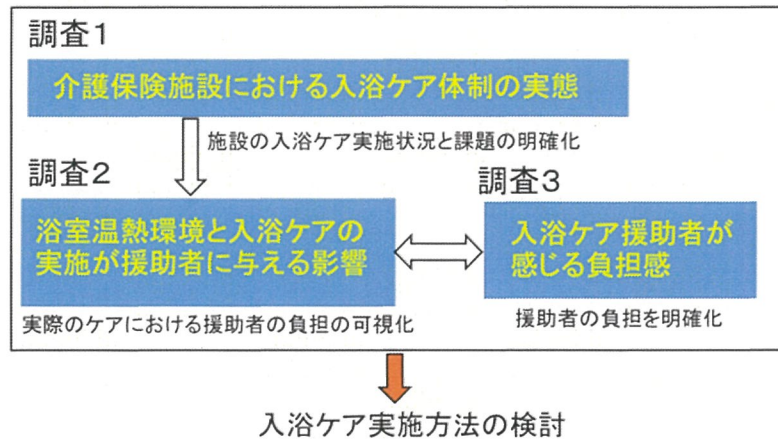 調査1
介護保険施設における入浴ケア体制の実態
施設の入浴ケア実施状況と課題の明確化
調査2
浴室温熱環境と入浴ケアの
実施が援助者に与える影響
実際のケアにおける援助者の負担の可視化
調査3
入浴ケア援助者が
感じる負担感
援助者の負担を明確化
入浴ケア実施方法の検討